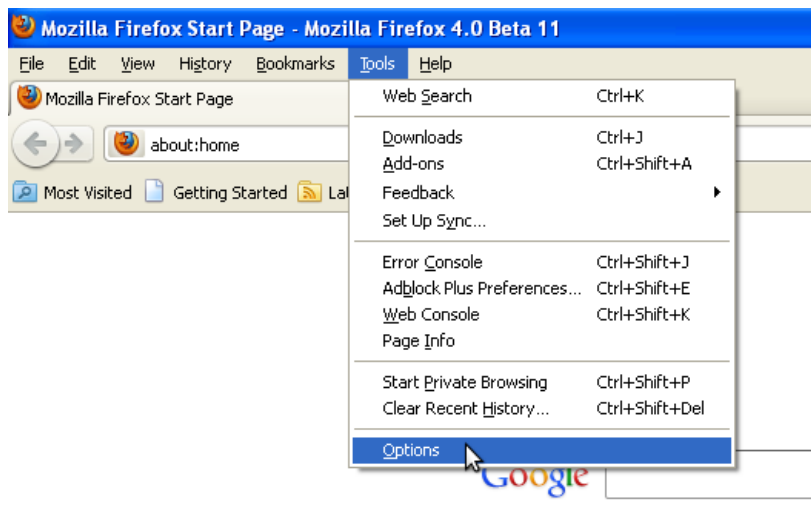 Mozilla Firefox Start Page - Mozilla Firefox 4.0 Beta 11
File Edit View History Bookmarks Tools Help
Mozilla Firefox Start Page
Web Search Ctrl+K
about:home
Downloads Ctrl+J
Add-ons Ctrl+Shift+A
Most Visited Getting Started
Feedback
Set Up Sync...
Error Console Ctrl+Shift+J
Adblock Plus Preferences... Ctrl+Shift+E
Web Console Ctrl+Shift+K
Page Info
Start Private Browsing Ctrl+Shift+P
Clear Recent History... Ctrl+Shift+Del
Options
Google